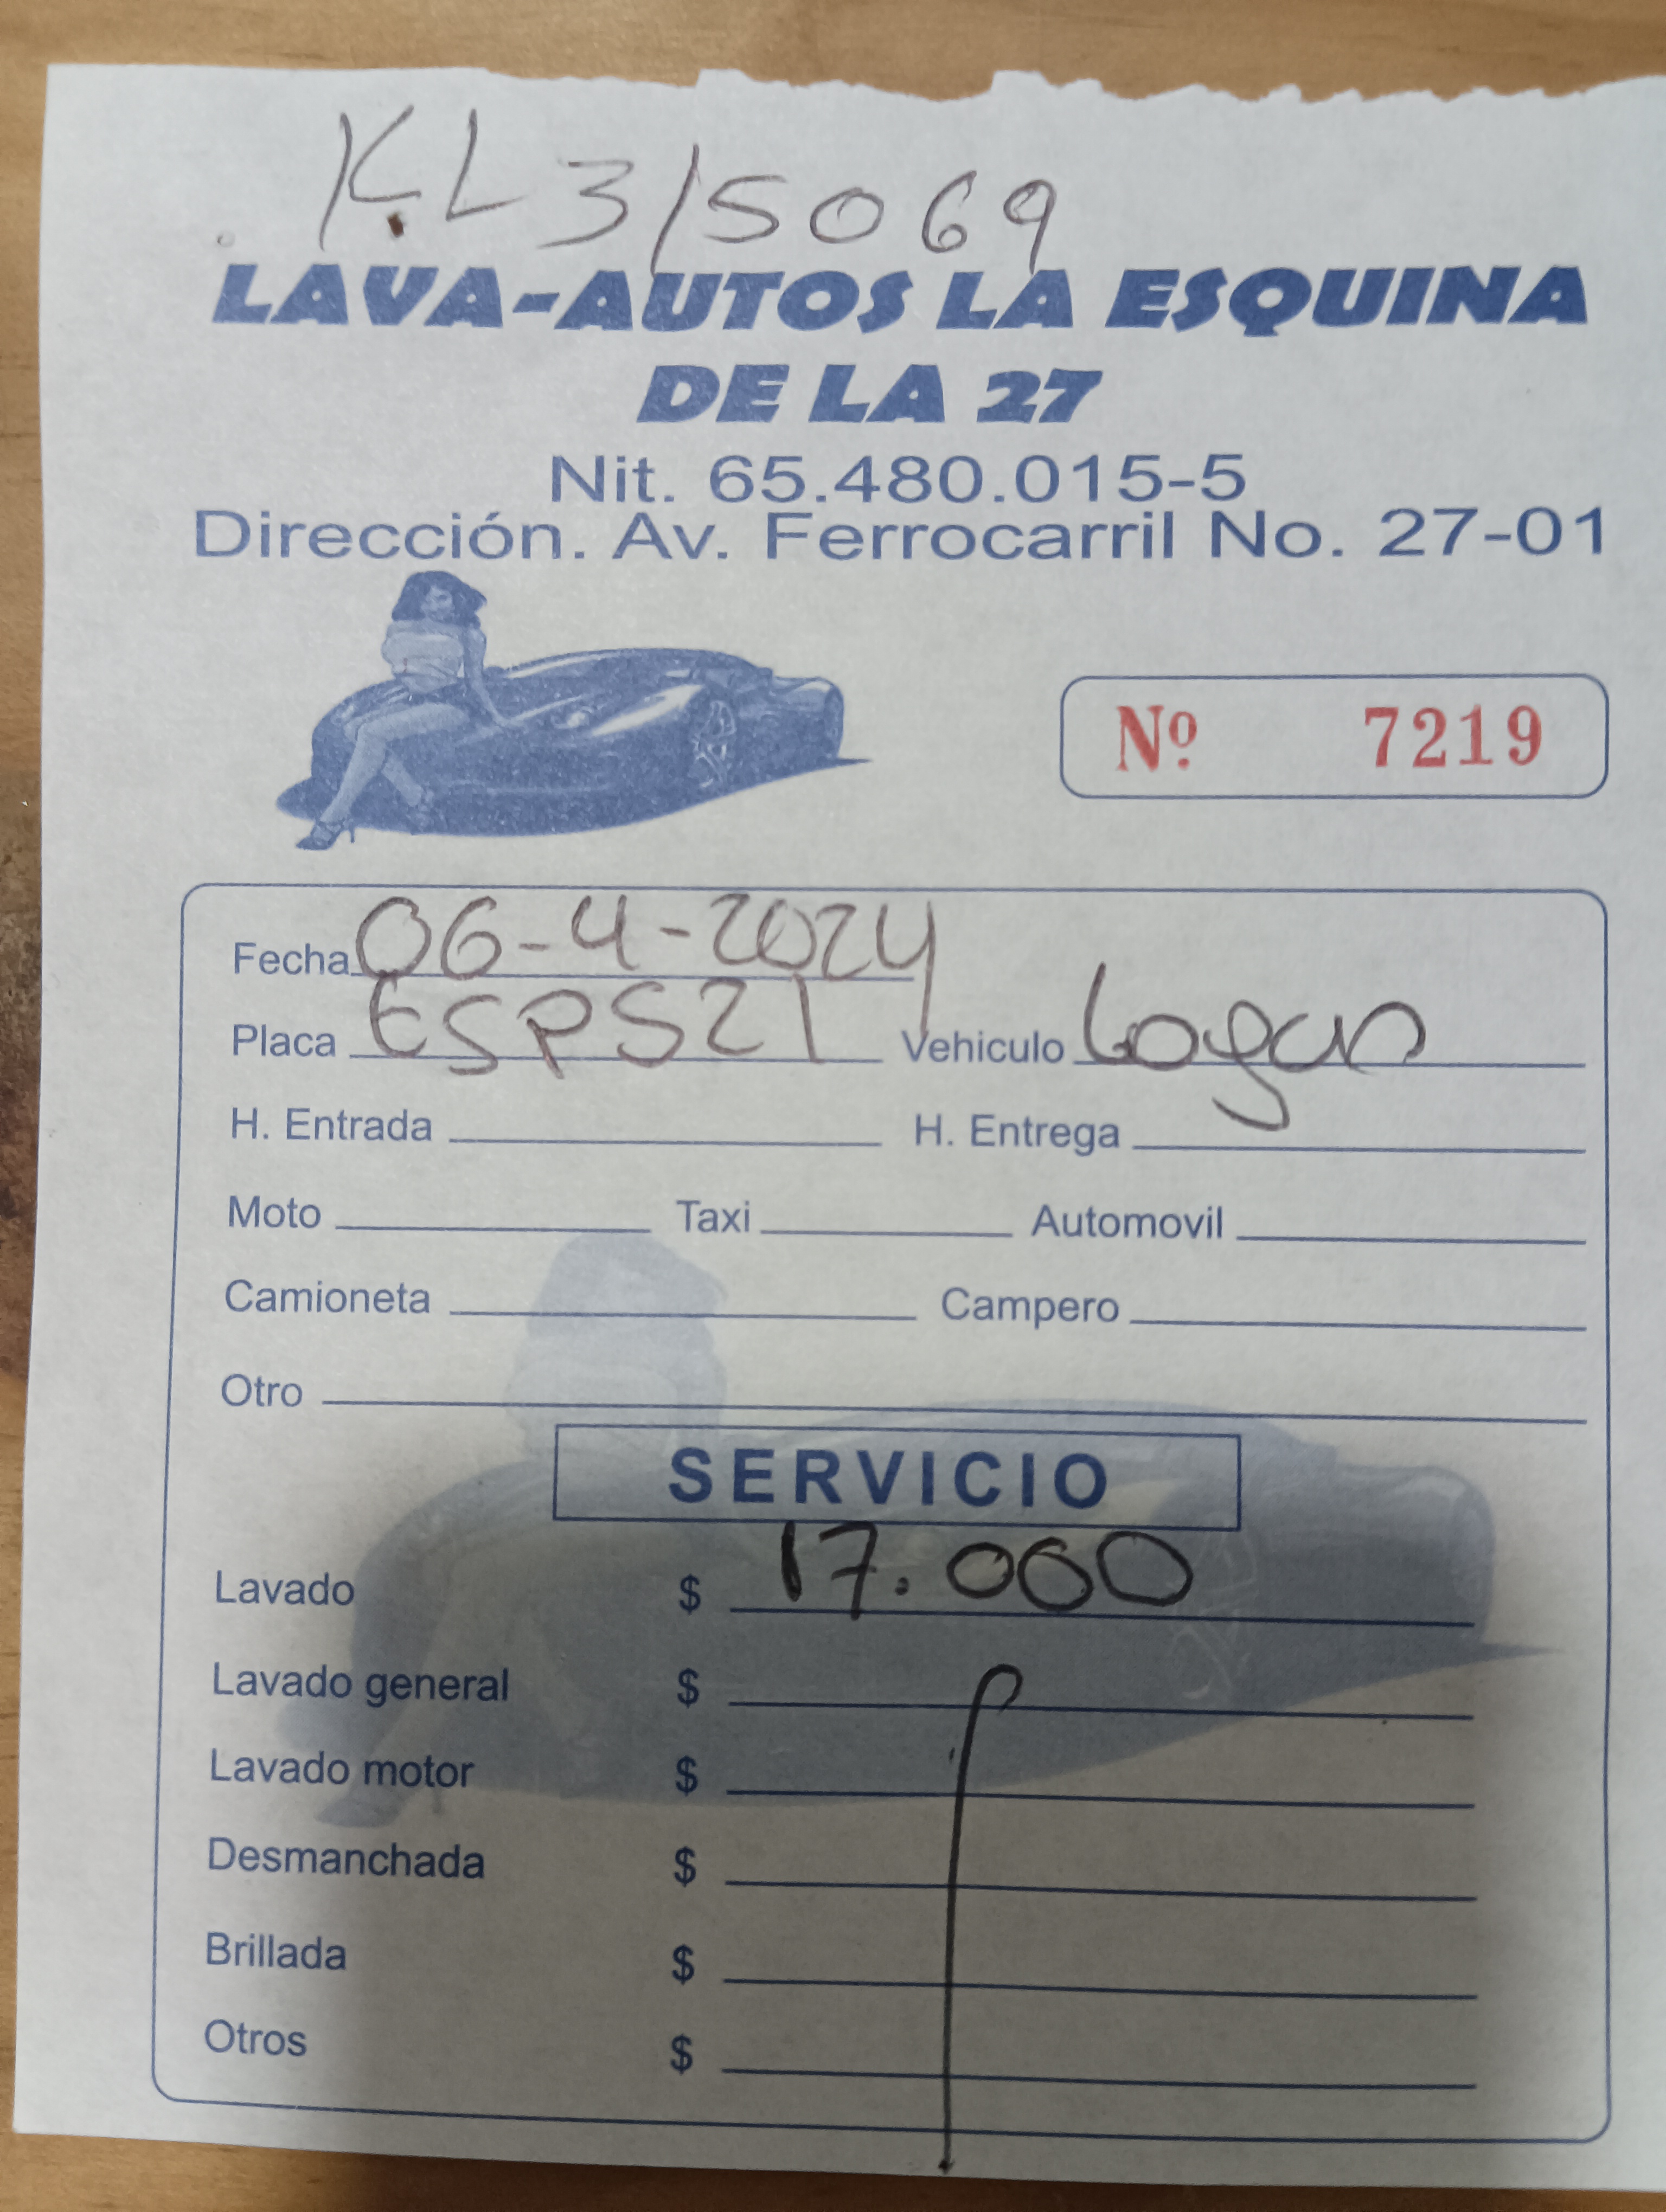 KL 315069
LAVA-AUTOS LA ESQUINA
DE LA 27
Nit. 65.480.015-5
Dirección. Av. Ferrocarril No. 27-01
Nº 7219
Fecha 06-4-2024
Placa ESP521 Vehiculo Logan
H. Entrada H. Entrega
Moto Taxi Automovil
Camioneta Campero
Otro
SERVICIO
Lavado $ 17.000
Lavado general $
Lavado motor $
Desmanchada $
Brillada $
Otros $